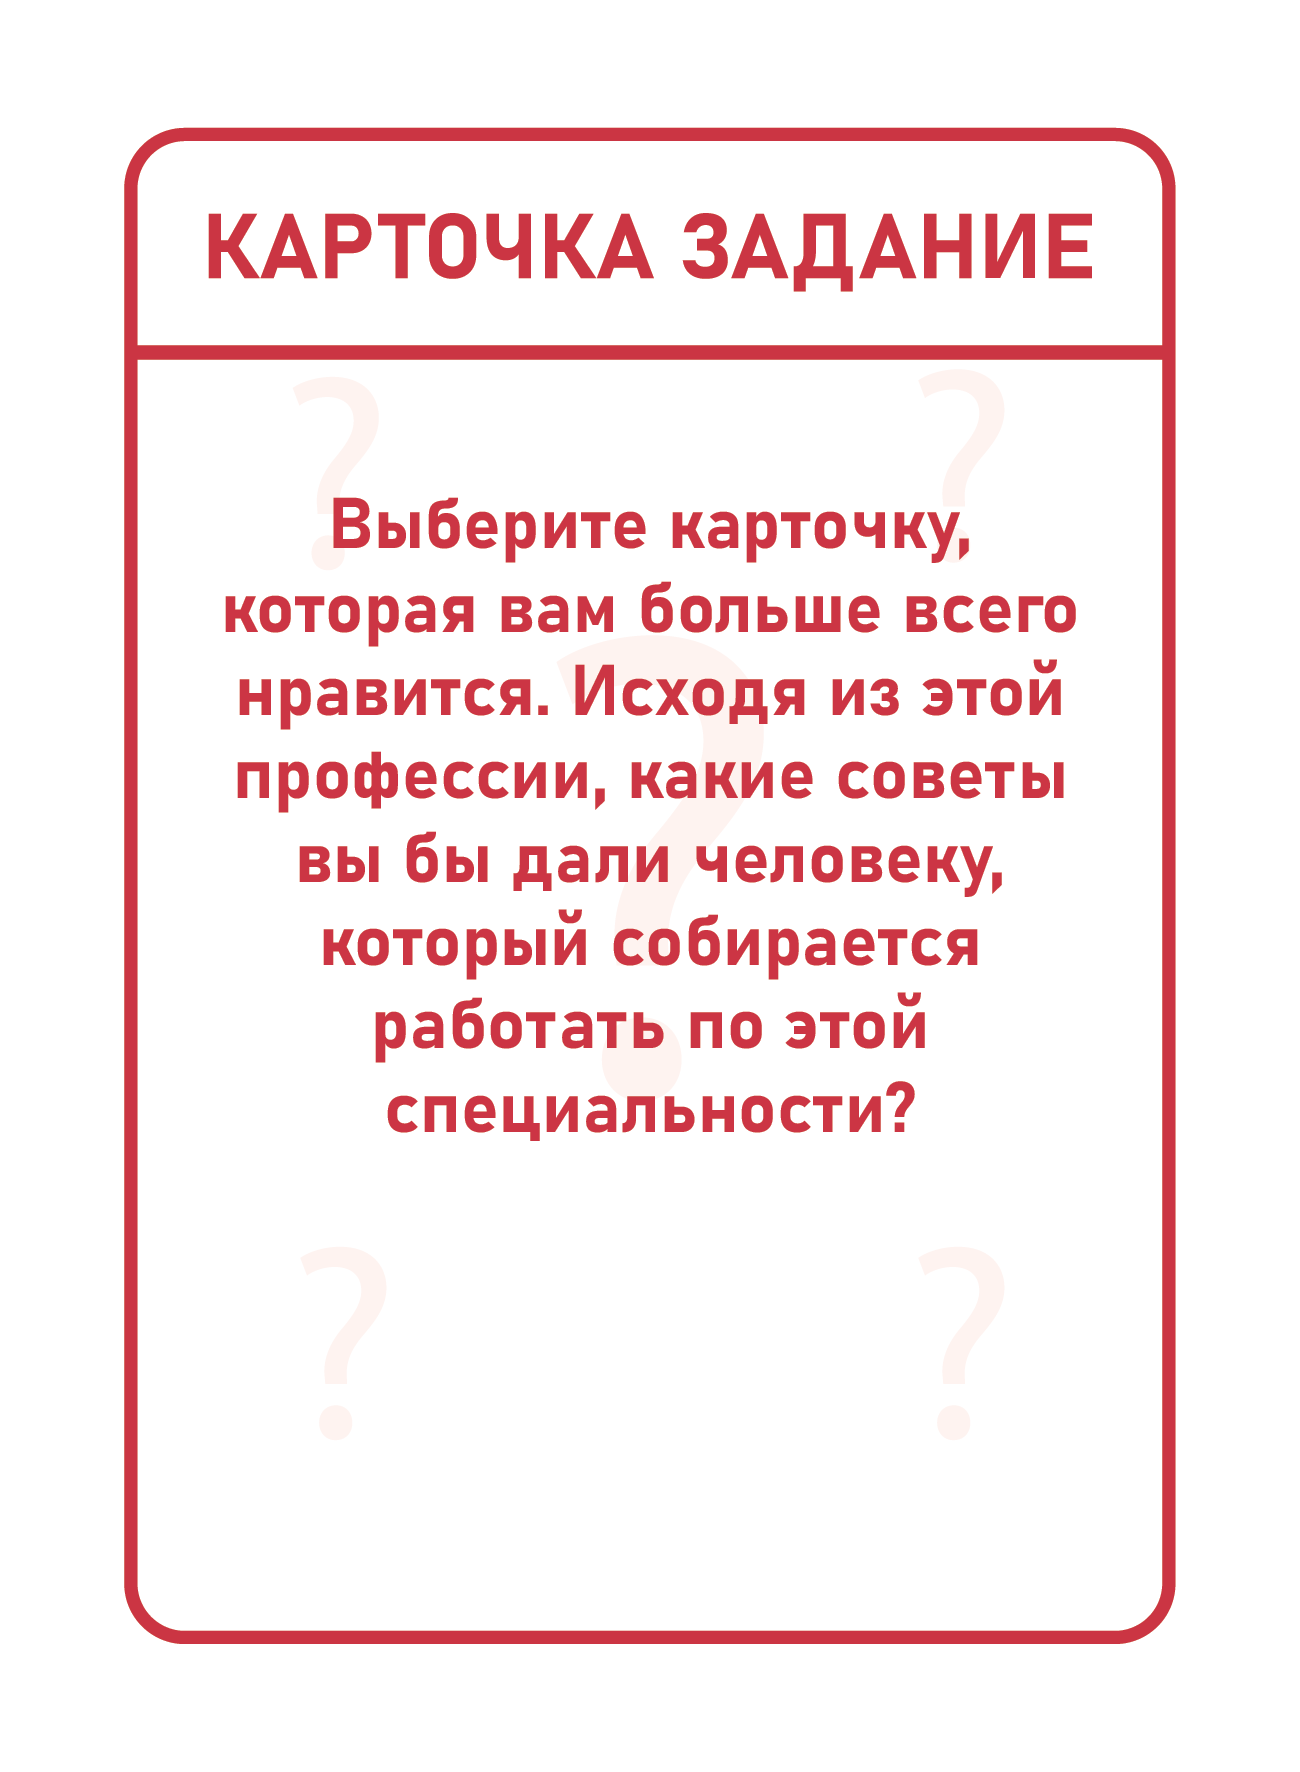 КАРТОЧКА ЗАДАНИЕ
?
?
Выберите карточку,
которая вам больше всего
нравится. Исходя из этой
профессии, какие советы
вы бы дали человеку,
который собирается
работать по этой
специальности?
?
?
?